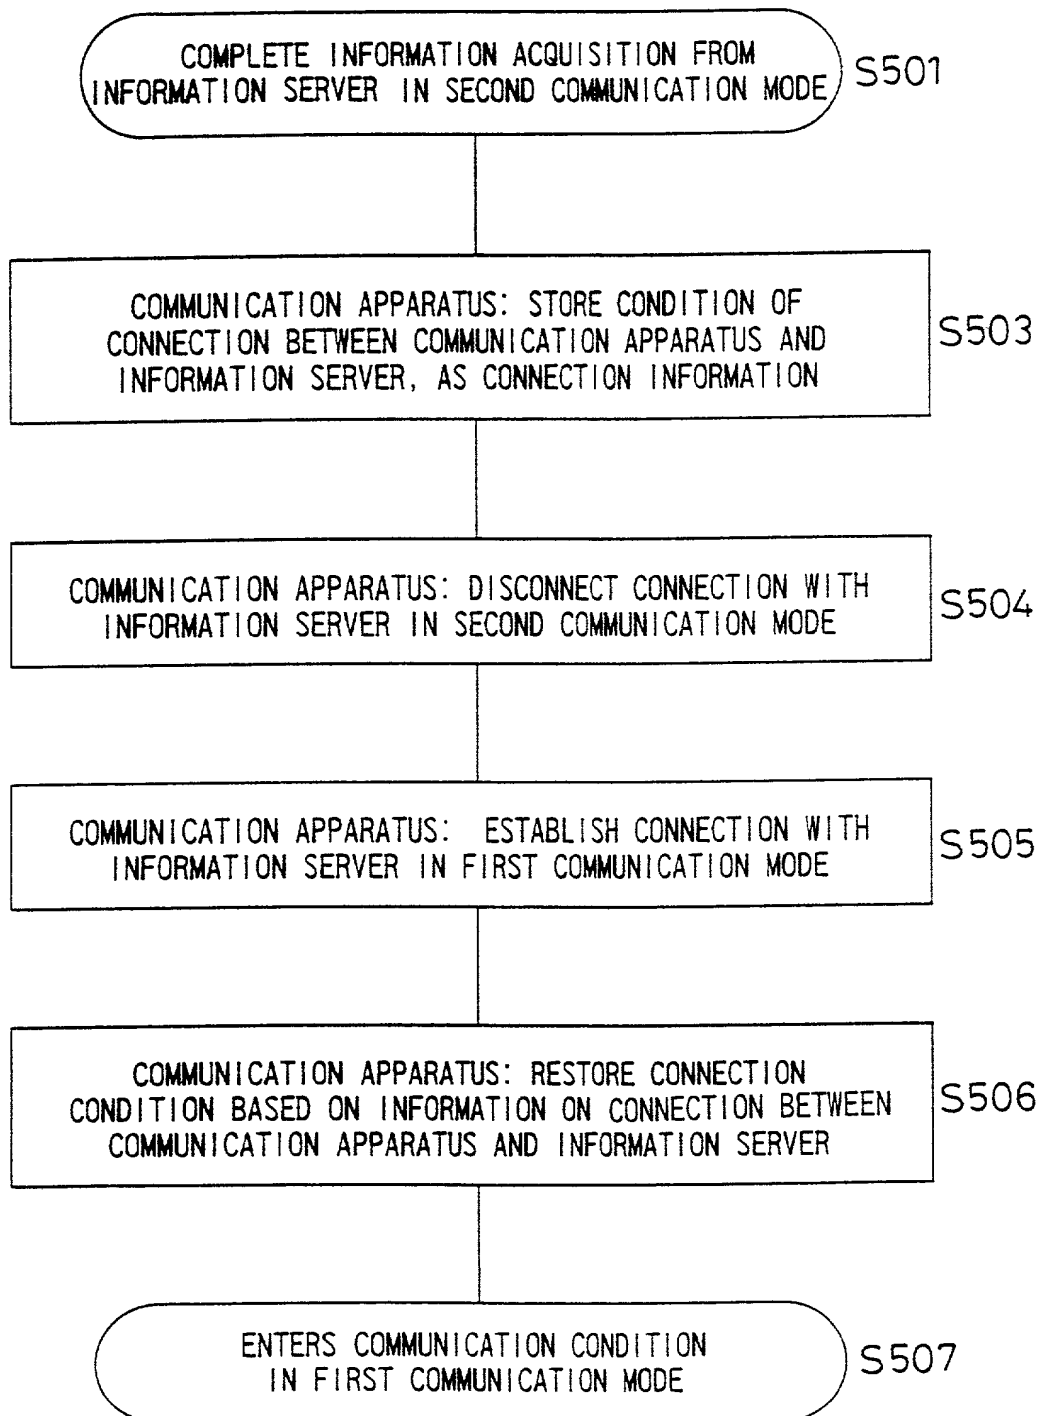 COMPLETE INFORMATION ACQUISITION FROM
INFORMATION SERVER IN SECOND COMMUNICATION MODE
S501
COMMUNICATION APPARATUS: STORE CONDITION OF
CONNECTION BETWEEN COMMUNICATION APPARATUS AND
INFORMATION SERVER, AS CONNECTION INFORMATION
S503
COMMUNICATION APPARATUS: DISCONNECT CONNECTION WITH
INFORMATION SERVER IN SECOND COMMUNICATION MODE
S504
COMMUNICATION APPARATUS: ESTABLISH CONNECTION WITH
INFORMATION SERVER IN FIRST COMMUNICATION MODE
S505
COMMUNICATION APPARATUS: RESTORE CONNECTION
CONDITION BASED ON INFORMATION ON CONNECTION BETWEEN
COMMUNICATION APPARATUS AND INFORMATION SERVER
S506
ENTERS COMMUNICATION CONDITION
IN FIRST COMMUNICATION MODE
S507